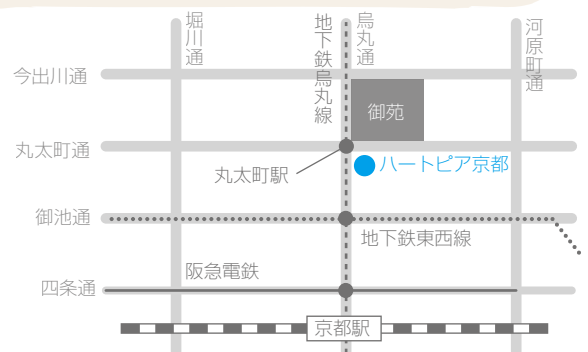 堀川通
地下鉄烏丸線
烏丸通
河原町通
今出川通
御苑
丸太町通
ハートピア京都
丸太町駅
御池通
地下鉄東西線
阪急電鉄
四条通
京都駅